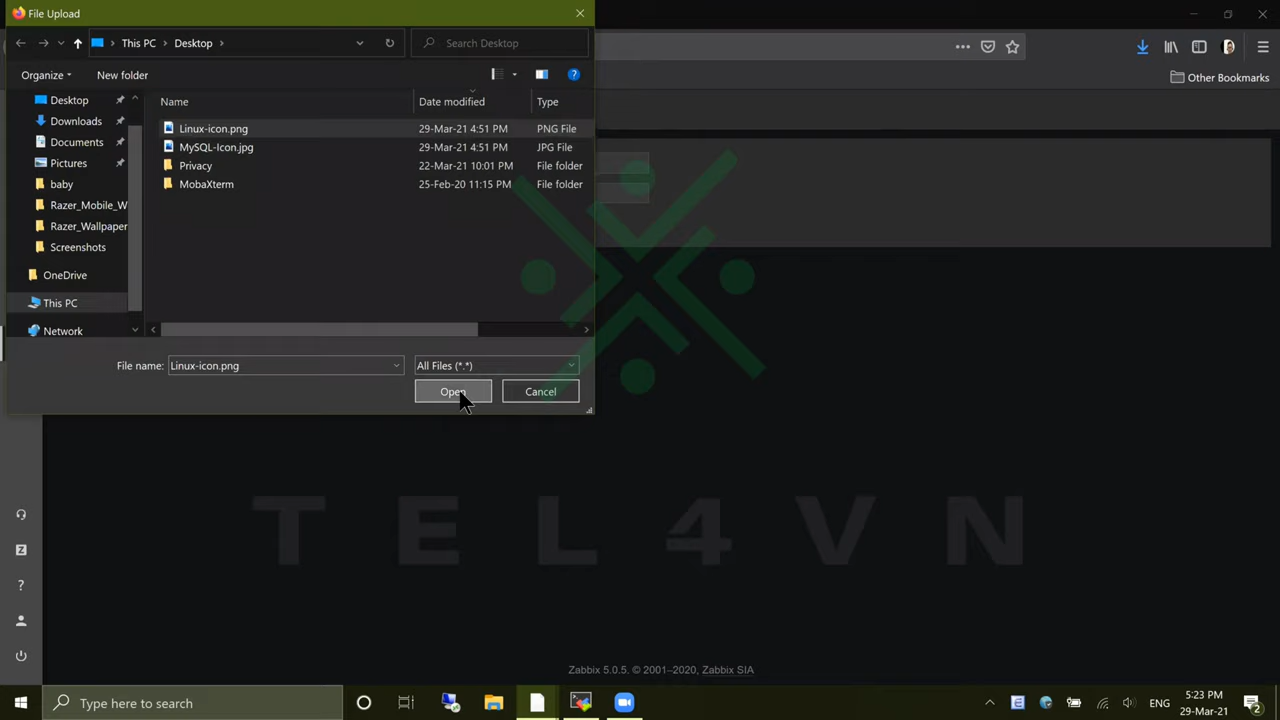 File Upload
This PC
Desktop
Search Desktop
Organize
New folder
Name
Date modified
Type
Desktop
Downloads
Documents
Pictures
baby
Razer_Mobile_W
Razer_Wallpaper
Screenshots
OneDrive
This PC
Network
Linux-icon.png 29-Mar-21 4:51 PM PNG File
MySQL-Icon.jpg 29-Mar-21 4:51 PM JPG File
Privacy 22-Mar-21 10:01 PM File folder
MobaXterm 25-Feb-20 11:15 PM File folder
File name: Linux-icon.png
All Files (*.*)
Open
Cancel
Other Bookmarks
TEL4VN
Zabbix 5.0.5. © 2001–2020, Zabbix SIA
Type here to search
ENG
5:23 PM
29-Mar-21
2